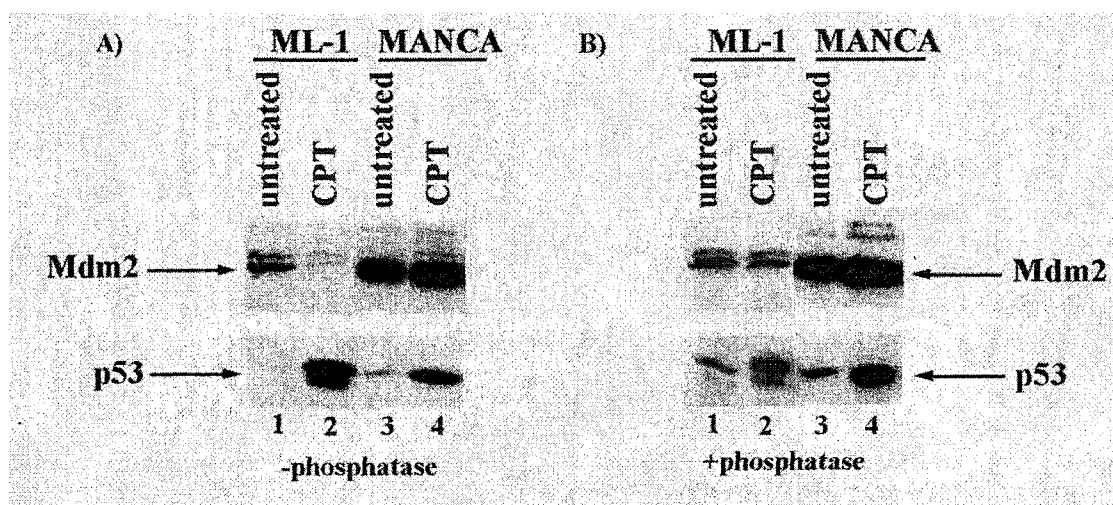 A)
ML-1 MANCA
untreated CPT untreated CPT
Mdm2
p53
1 2 3 4
-phosphatase
B)
ML-1 MANCA
untreated CPT untreated CPT
Mdm2
p53
1 2 3 4
+phosphatase